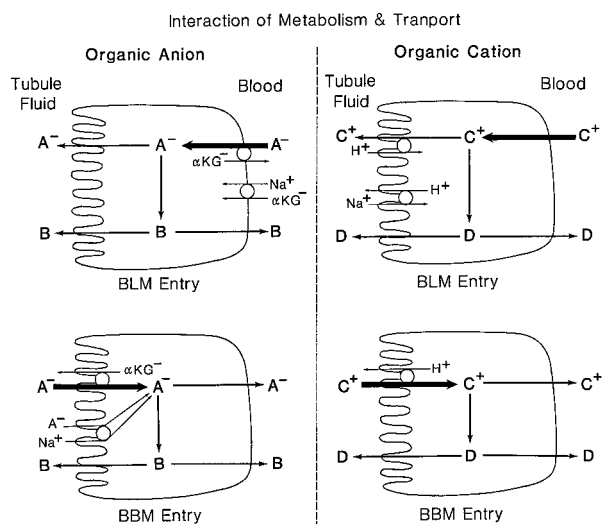 Interaction of Metabolism & Tranport
Organic Anion
Organic Cation
Tubule Fluid
Blood
A⁻
A⁻
A⁻
αKG⁻
Na⁺
αKG⁻
B
B
B
BLM Entry
Tubule Fluid
Blood
C⁺
C⁺
C⁺
H⁺
H⁺
Na⁺
D
D
D
BLM Entry
αKG⁻
A⁻
A⁻
A⁻
A⁻
Na⁺
B
B
B
BBM Entry
H⁺
C⁺
C⁺
C⁺
D
D
D
BBM Entry